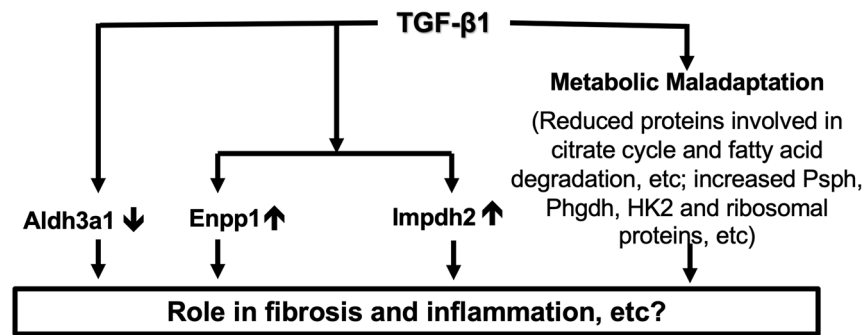 TGF-β1
Metabolic Maladaptation
(Reduced proteins involved in
citrate cycle and fatty acid
degradation, etc; increased Psph,
Phgdh, HK2 and ribosomal
proteins, etc)
Aldh3a1 ↓ Enpp1 ↑ Impdh2 ↑
Role in fibrosis and inflammation, etc?